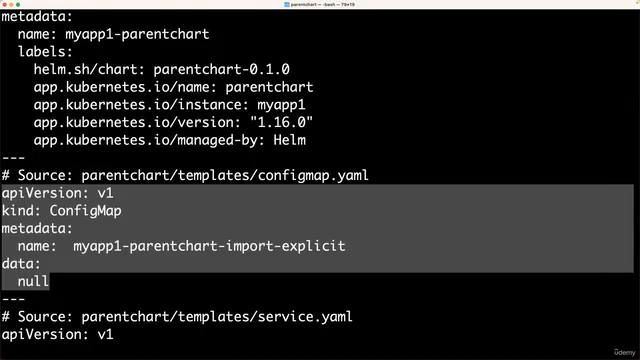 parentchart — -bash — 79×19
metadata:
  name: myapp1-parentchart
  labels:
    helm.sh/chart: parentchart-0.1.0
    app.kubernetes.io/name: parentchart
    app.kubernetes.io/instance: myapp1
    app.kubernetes.io/version: "1.16.0"
    app.kubernetes.io/managed-by: Helm
---
# Source: parentchart/templates/configmap.yaml
apiVersion: v1
kind: ConfigMap
metadata:
  name:  myapp1-parentchart-import-explicit
data:
  null
---
# Source: parentchart/templates/service.yaml
apiVersion: v1
udemy